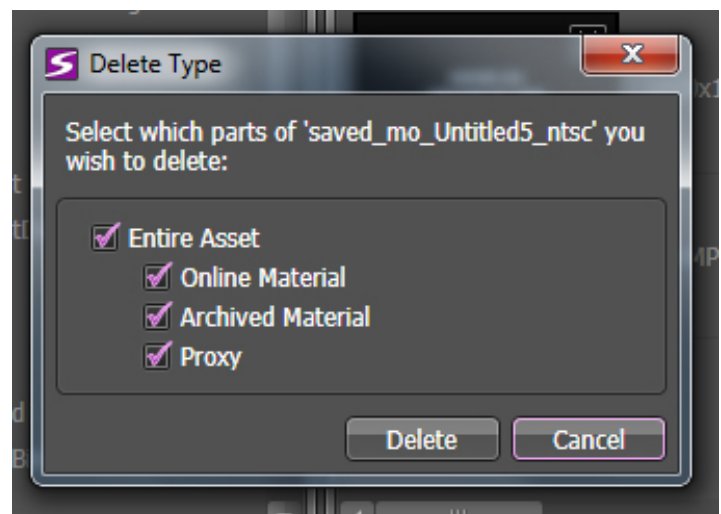 Delete Type
Select which parts of 'saved_mo_Untitled5_ntsc' you
wish to delete:
Entire Asset
Online Material
Archived Material
Proxy
Delete
Cancel